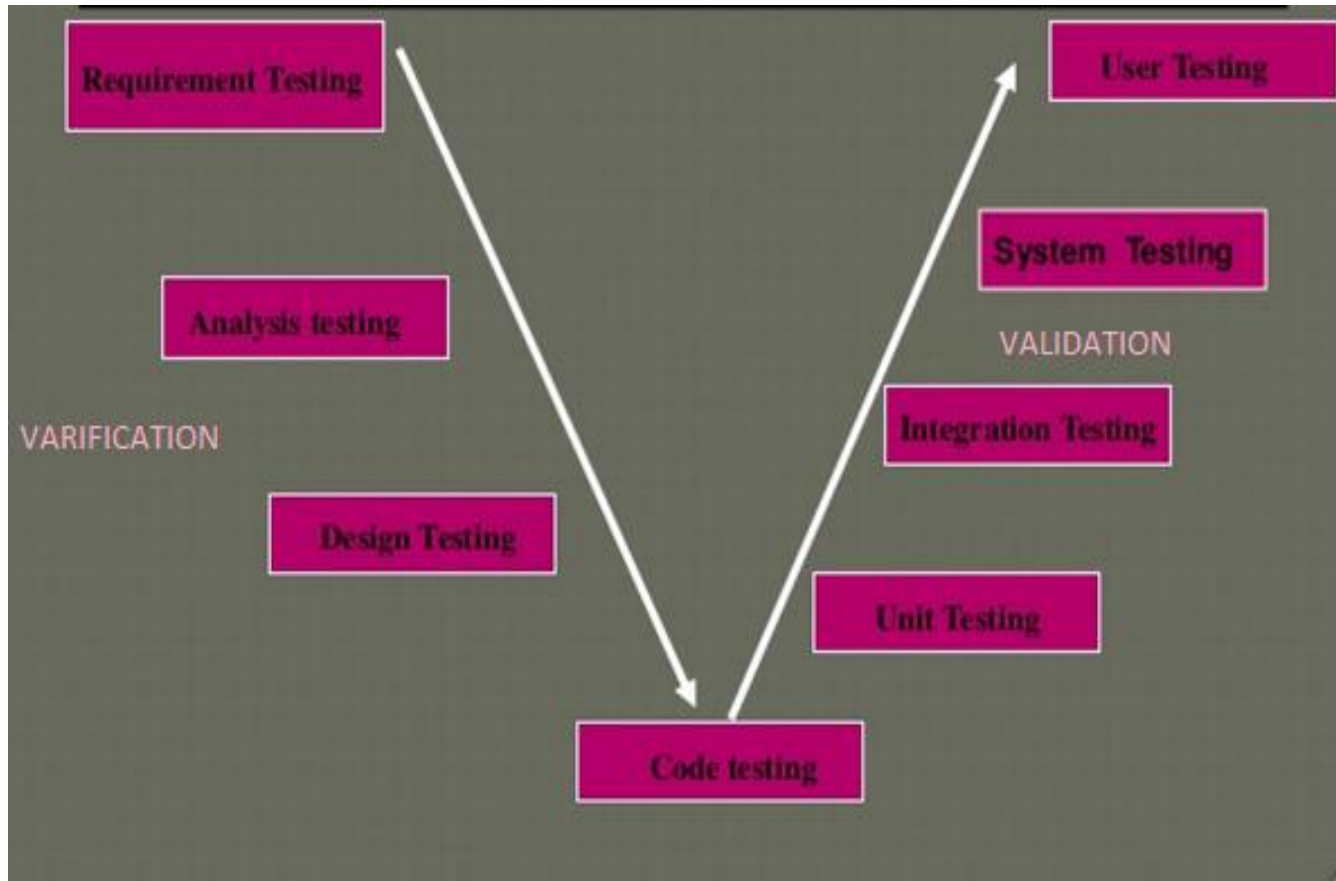 Requirement Testing
User Testing
System Testing
Analysis testing
VALIDATION
Integration Testing
VARIFICATION
Design Testing
Unit Testing
Code testing